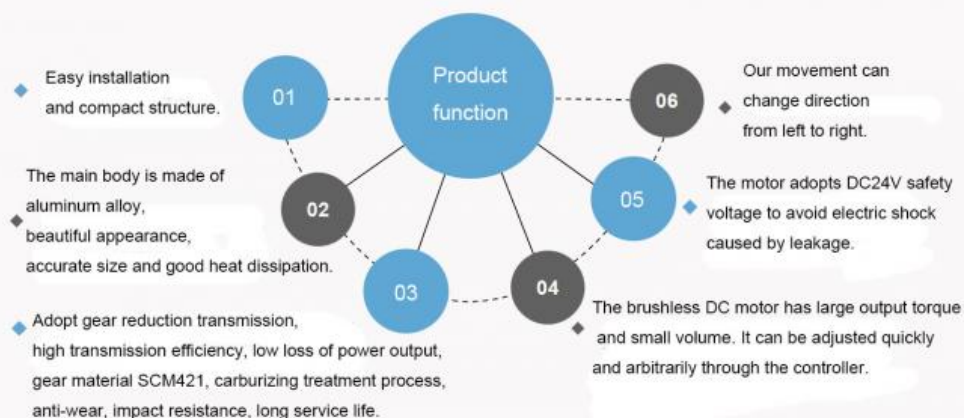 Product
function
01
Easy installation
and compact structure.
02
The main body is made of
aluminum alloy,
beautiful appearance,
accurate size and good heat dissipation.
03
Adopt gear reduction transmission,
high transmission efficiency, low loss of power output,
gear material SCM421, carburizing treatment process,
anti-wear, impact resistance, long service life.
04
The brushless DC motor has large output torque
and small volume. It can be adjusted quickly
and arbitrarily through the controller.
05
The motor adopts DC24V safety
voltage to avoid electric shock
caused by leakage.
06
Our movement can
change direction
from left to right.